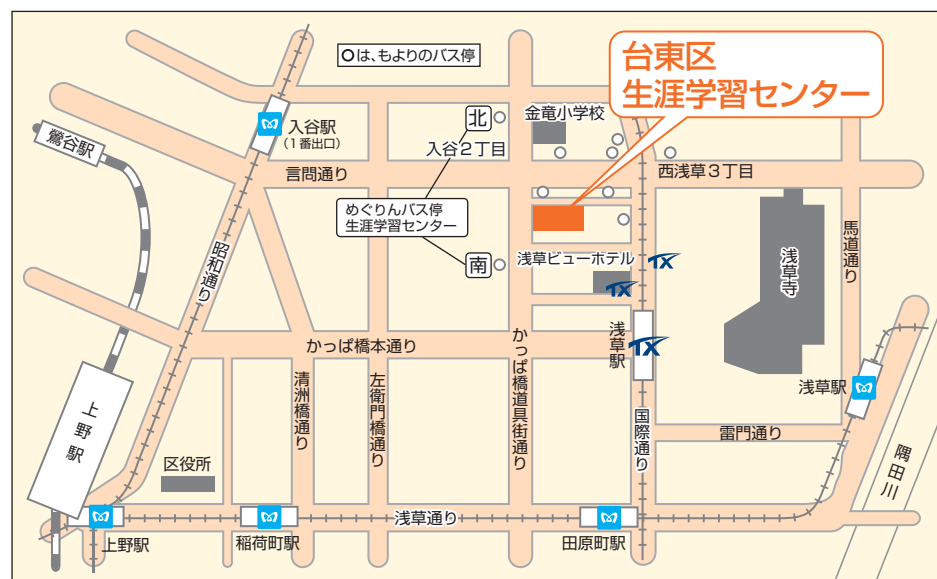 ○は、もよりのバス停
台東区
生涯学習センター
金竜小学校
北
入谷駅
(1番出口)
入谷2丁目
鶯谷駅
言問通り
西浅草3丁目
めぐりんバス停
生涯学習センター
馬道通り
昭和通り
浅草寺
南
浅草ビューホテル
TX
TX
浅草駅
TX
かっぱ橋本通り
かっぱ橋道具街通り
清洲橋通り
左衛門橋通り
国際通り
浅草駅
雷門通り
上野駅
区役所
隅田川
浅草通り
上野駅
稲荷町駅
田原町駅